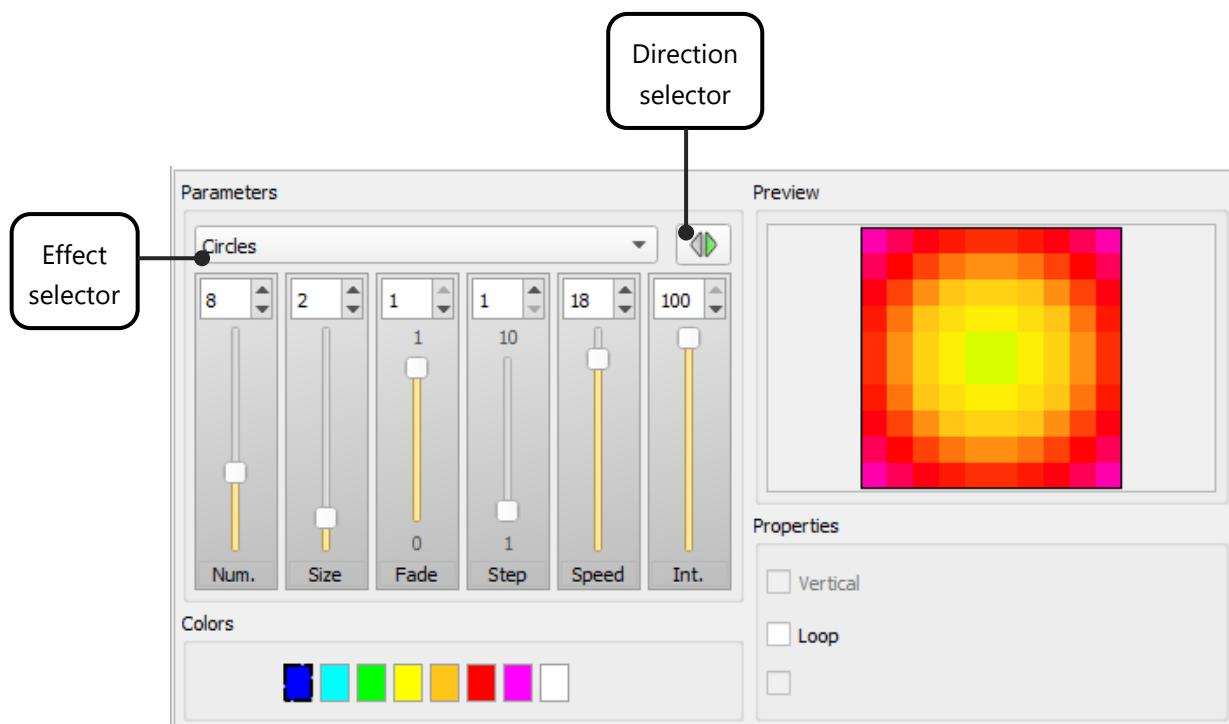 Direction
selector
Parameters
Preview
Effect
selector
Circles
8 2 1 1 18 100
1 10
0 1
Num. Size Fade Step Speed Int.
Properties
Vertical
Loop
Colors